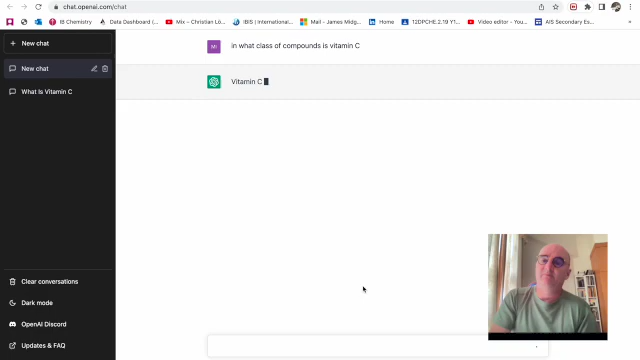 chat.openai.com/chat
IB Chemistry
Data Dashboard (...
Mix – Christian Lö...
iBIS | International...
Mail - James Midg...
Home
12DPCHE.2.19 Y1...
Video editor - You...
AIS Secondary Es...
New chat
New chat
What Is Vitamin C
MI
in what class of compounds is vitamin C
Vitamin C
Clear conversations
Dark mode
OpenAI Discord
Updates & FAQ